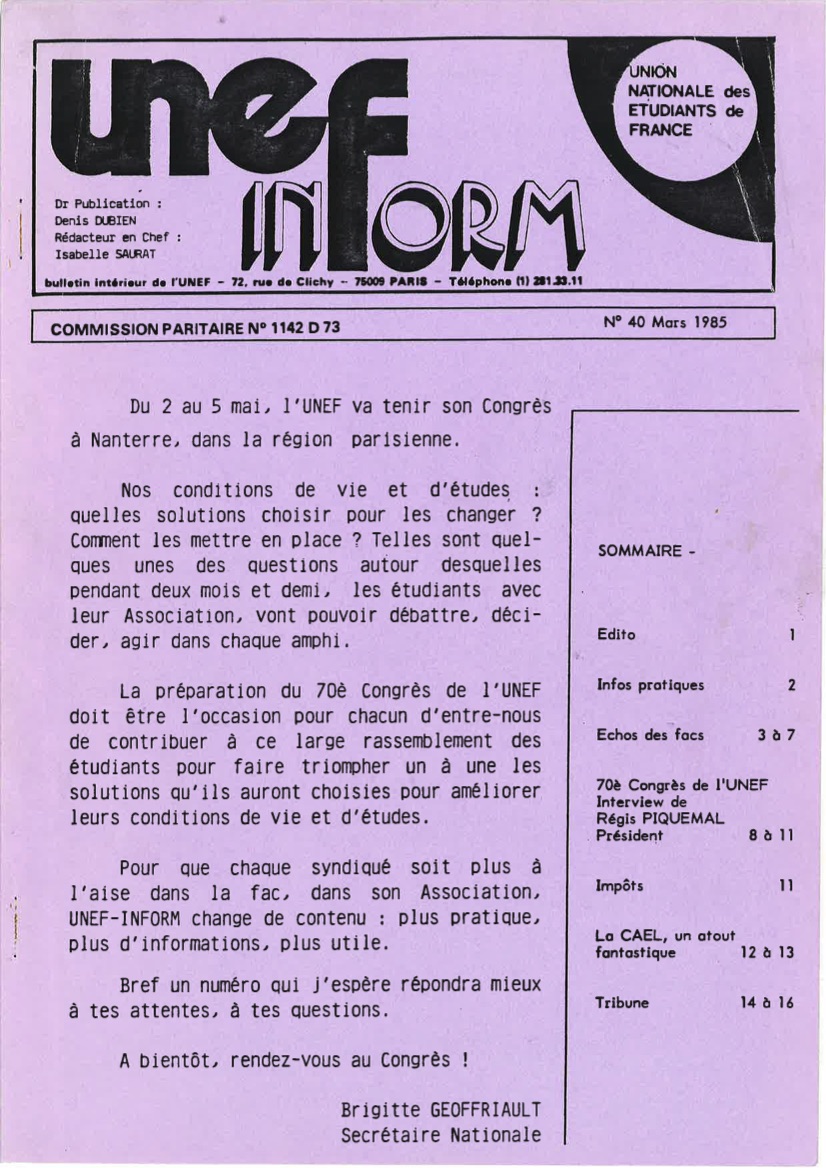 unef
INFORM
UNION
NATIONALE des
ETUDIANTS de
FRANCE
Dr Publication :
Denis DUBIEN
Rédacteur en Chef :
Isabelle SAURAT
bulletin intérieur de l'UNEF - 72, rue de Clichy - 75009 PARIS - Téléphone (1) 281.33.11
COMMISSION PARITAIRE N° 1142 D 73
N° 40 Mars 1985
Du 2 au 5 mai, l'UNEF va tenir son Congrès
à Nanterre, dans la région parisienne.
Nos conditions de vie et d'études :
quelles solutions choisir pour les changer ?
Comment les mettre en place ? Telles sont quel-
ques unes des questions autour desquelles
pendant deux mois et demi, les étudiants avec
leur Association, vont pouvoir débattre, déci-
der, agir dans chaque amphi.
La préparation du 70è Congrès de l'UNEF
doit être l'occasion pour chacun d'entre-nous
de contribuer à ce large rassemblement des
étudiants pour faire triompher un à une les
solutions qu'ils auront choisies pour améliorer
leurs conditions de vie et d'études.
Pour que chaque syndiqué soit plus à
l'aise dans la fac, dans son Association,
UNEF-INFORM change de contenu : plus pratique,
plus d'informations, plus utile.
Bref un numéro qui j'espère répondra mieux
à tes attentes, à tes questions.
A bientôt, rendez-vous au Congrès !
Brigitte GEOFFRIAULT
Secrétaire Nationale
SOMMAIRE -
Edito 1
Infos pratiques 2
Echos des facs 3 à 7
70è Congrès de l'UNEF
Interview de
Régis PIQUEMAL
Président 8 à 11
Impôts 11
La CAEL, un atout
fantastique 12 à 13
Tribune 14 à 16